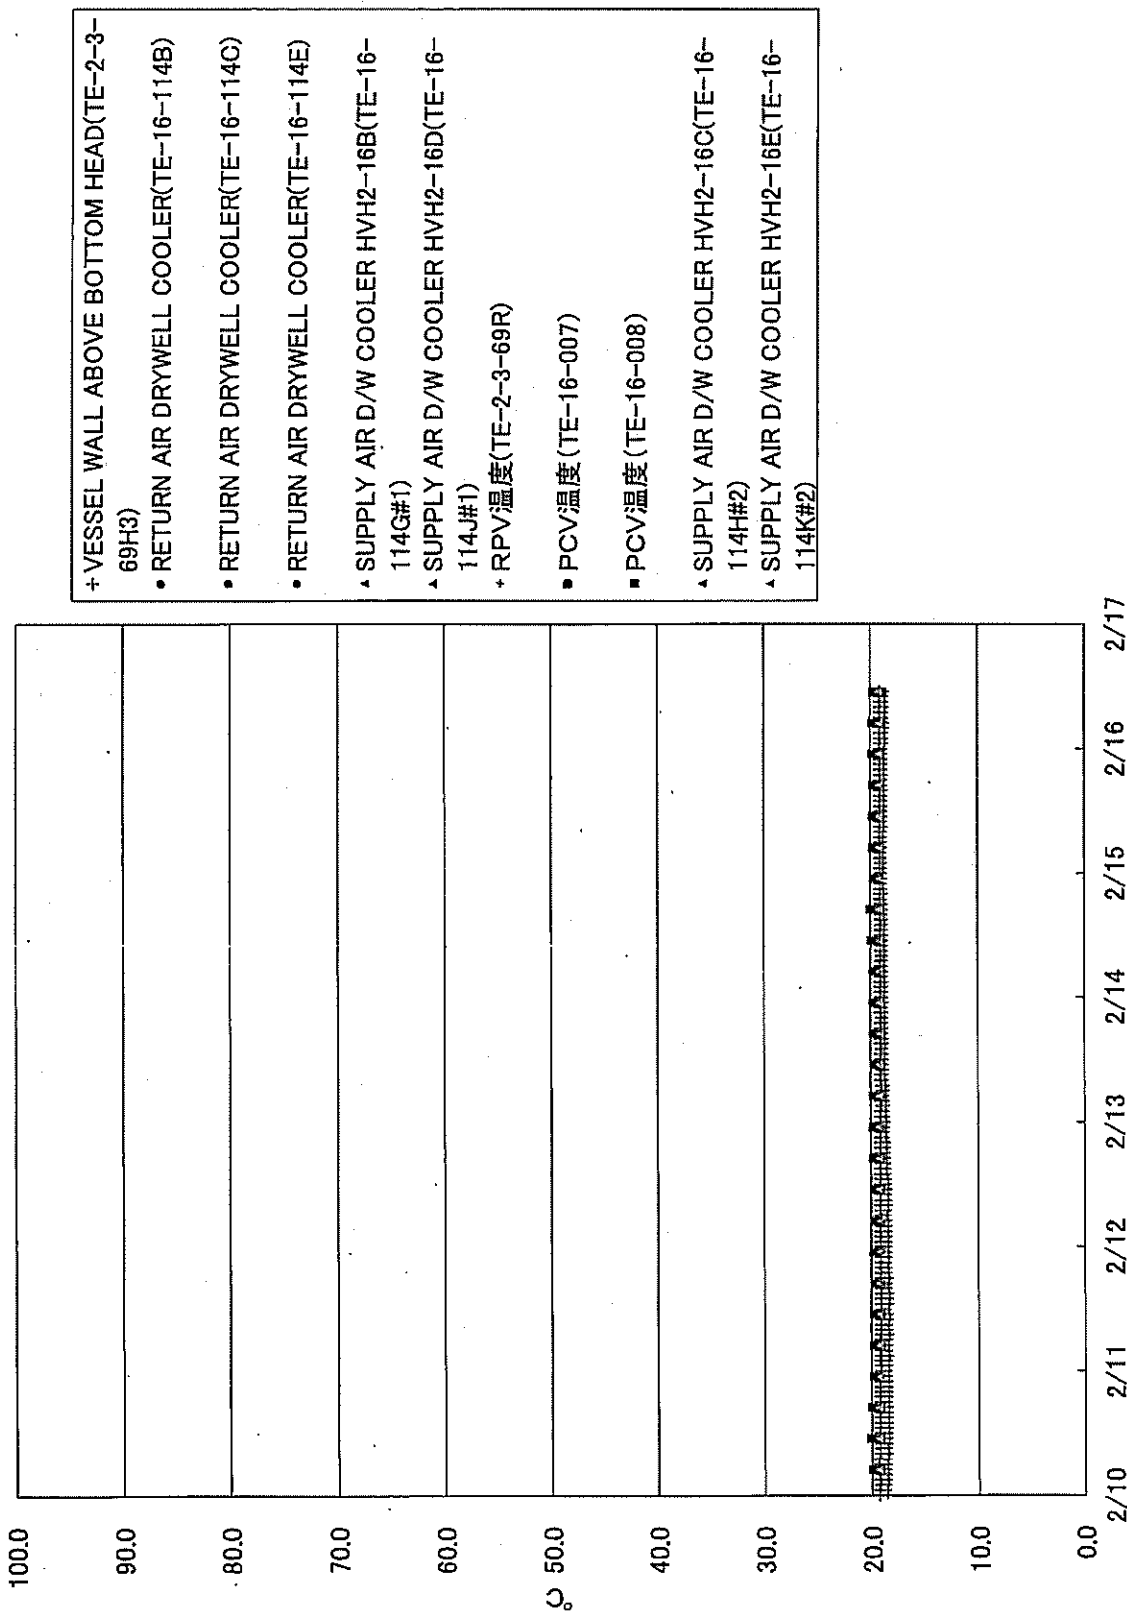 100.0
90.0
80.0
70.0
60.0
50.0
40.0
30.0
20.0
10.0
0.0
℃
2/10
2/11
2/12
2/13
2/14
2/15
2/16
2/17
+VESSEL WALL ABOVE BOTTOM HEAD(TE-2-3-
69H3)
•RETURN AIR DRYWELL COOLER(TE-16-114B)
•RETURN AIR DRYWELL COOLER(TE-16-114C)
•RETURN AIR DRYWELL COOLER(TE-16-114E)
▲SUPPLY AIR D/W COOLER HVH2-16B(TE-16-
114G#1)
▲SUPPLY AIR D/W COOLER HVH2-16D(TE-16-
114J#1)
+RPV温度(TE-2-3-69R)
■PCV温度(TE-16-007)
■PCV温度(TE-16-008)
▲SUPPLY AIR D/W COOLER HVH2-16C(TE-16-
114H#2)
▲SUPPLY AIR D/W COOLER HVH2-16E(TE-16-
114K#2)